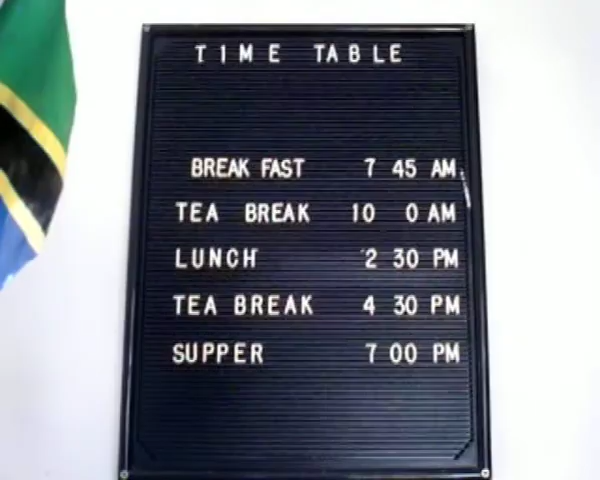 TIME TABLE
BREAK FAST 7 45 AM
TEA BREAK 10 0 AM
LUNCH 2 30 PM
TEA BREAK 4 30 PM
SUPPER 7 00 PM